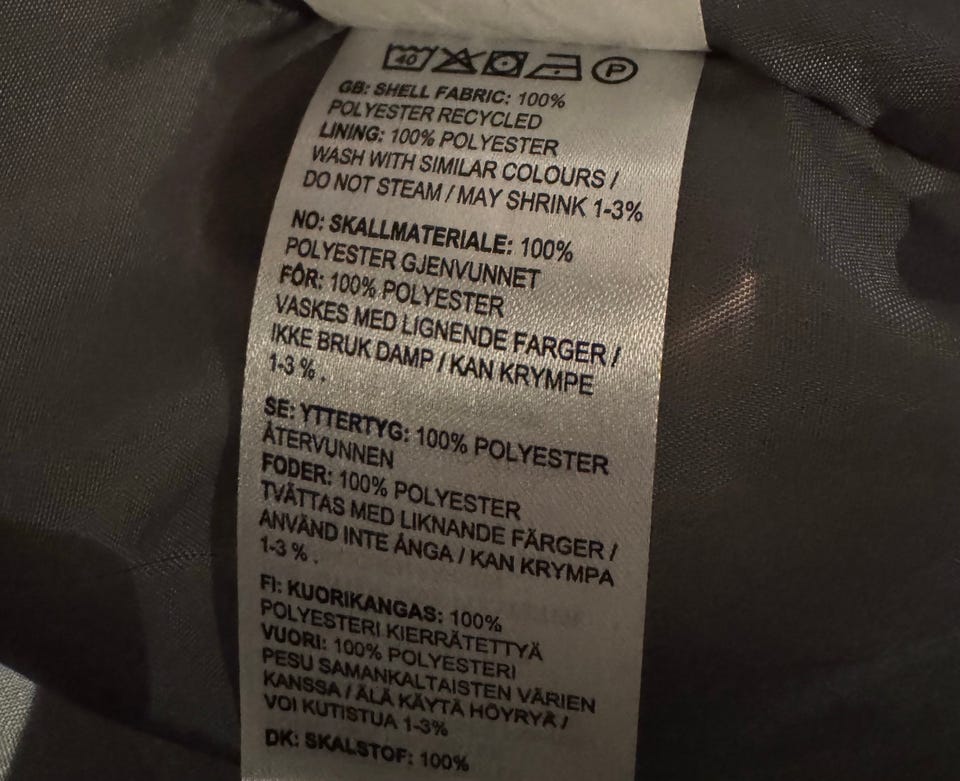 40 P
GB: SHELL FABRIC: 100%
POLYESTER RECYCLED
LINING: 100% POLYESTER
WASH WITH SIMILAR COLOURS /
DO NOT STEAM / MAY SHRINK 1-3%
NO: SKALLMATERIALE: 100%
POLYESTER GJENVUNNET
FÔR: 100% POLYESTER
VASKES MED LIGNENDE FARGER /
IKKE BRUK DAMP / KAN KRYMPE
1-3 % .
SE: YTTERTYG: 100% POLYESTER
ÅTERVUNNEN
FODER: 100% POLYESTER
TVÄTTAS MED LIKNANDE FÄRGER /
ANVÄND INTE ÅNGA / KAN KRYMPA
1-3 % .
FI: KUORIKANGAS: 100%
POLYESTERI KIERRÄTETTYÄ
VUORI: 100% POLYESTERI
PESU SAMANKALTAISTEN VÄRIEN
KANSSA / ÄLÄ KÄYTÄ HÖYRYÄ /
VOI KUTISTUA 1-3%
DK: SKALSTOF: 100%